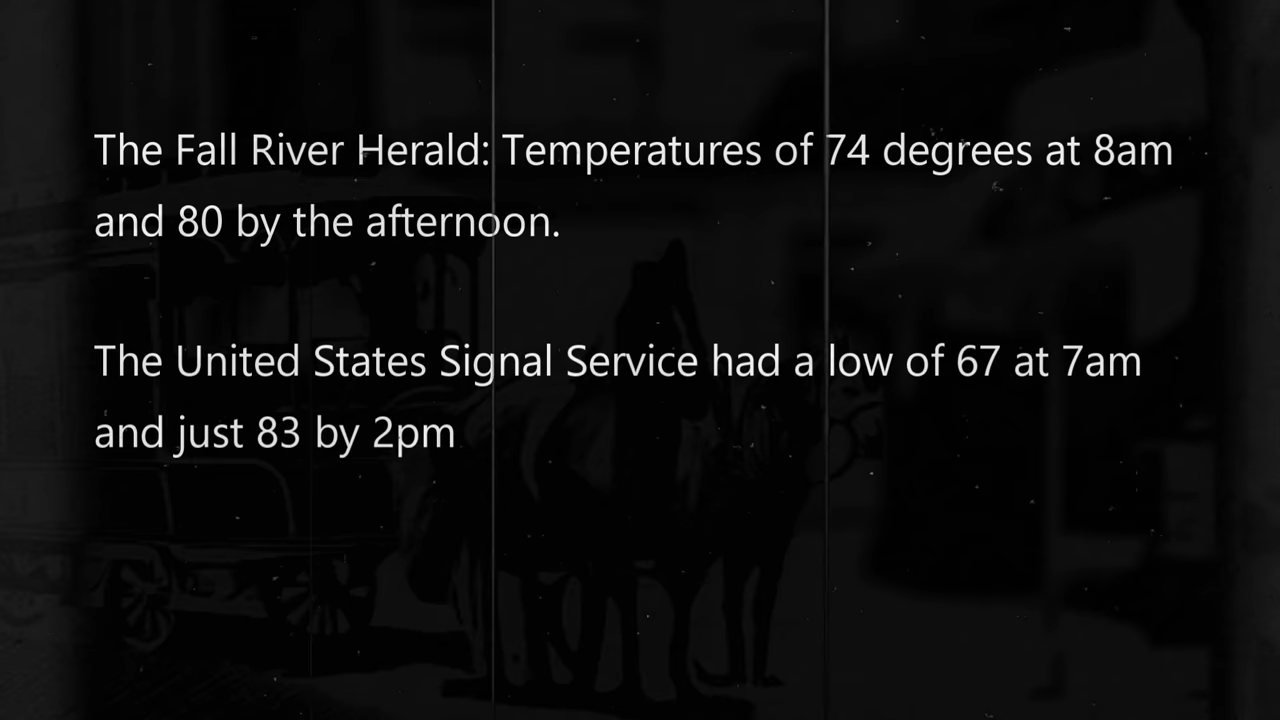 The Fall River Herald: Temperatures of 74 degrees at 8am
and 80 by the afternoon.
The United States Signal Service had a low of 67 at 7am
and just 83 by 2pm